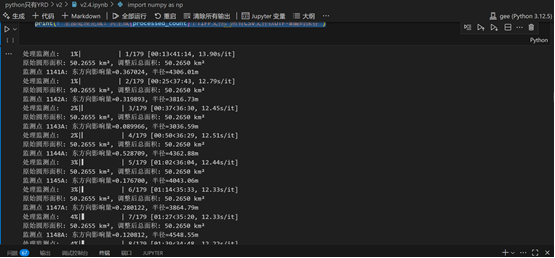 python只有YRD > v2 > v2.4.ipynb > import numpy as np
生成 + 代码 + Markdown | 全部运行 重启 清除所有输出 | Jupyter 变量 大纲 ...
gee (Python 3.12.5)
[ ]
Python
处理监测点: 1%| | 1/179 [00:13<41:14, 13.90s/it]
原始圆形面积: 50.2655 km², 调整后总面积: 50.2650 km²
监测点 1141A: 东方向影响量=0.367024, 半径=4306.01m
处理监测点: 1%| | 2/179 [00:25<37:43, 12.79s/it]
原始圆形面积: 50.2655 km², 调整后总面积: 50.2650 km²
监测点 1142A: 东方向影响量=0.319893, 半径=3816.73m
处理监测点: 2%| | 3/179 [00:37<36:30, 12.45s/it]
原始圆形面积: 50.2655 km², 调整后总面积: 50.2650 km²
监测点 1143A: 东方向影响量=0.089966, 半径=3036.59m
处理监测点: 2%| | 4/179 [00:50<36:29, 12.51s/it]
原始圆形面积: 50.2655 km², 调整后总面积: 50.2650 km²
监测点 1144A: 东方向影响量=0.528709, 半径=4362.88m
处理监测点: 3%| | 5/179 [01:02<36:04, 12.44s/it]
原始圆形面积: 50.2655 km², 调整后总面积: 50.2650 km²
监测点 1145A: 东方向影响量=0.176700, 半径=4043.06m
处理监测点: 3%| | 6/179 [01:14<35:33, 12.33s/it]
原始圆形面积: 50.2655 km², 调整后总面积: 50.2650 km²
监测点 1147A: 东方向影响量=0.280122, 半径=3864.79m
处理监测点: 4%| | 7/179 [01:27<35:20, 12.33s/it]
原始圆形面积: 50.2655 km², 调整后总面积: 50.2650 km²
监测点 1148A: 东方向影响量=0.120812, 半径=4548.55m
问题 67 输出 调试控制台 终端 端口 JUPYTER